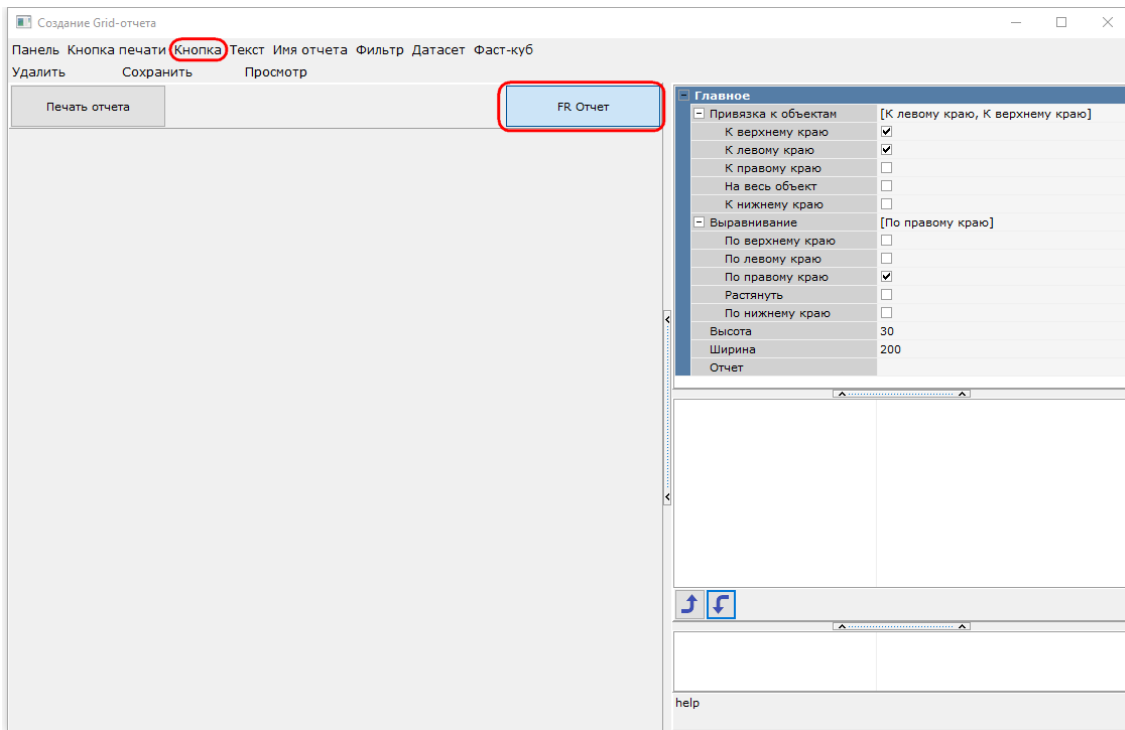 Создание Grid-отчета
Панель Кнопка печати Кнопка Текст Имя отчета Фильтр Датасет Фаст-куб
Удалить Сохранить Просмотр
Печать отчета FR Отчет
Главное
Привязка к объектам [К левому краю, К верхнему краю]
К верхнему краю
К левому краю
К правому краю
На весь объект
К нижнему краю
Выравнивание [По правому краю]
По верхнему краю
По левому краю
По правому краю
Растянуть
По нижнему краю
Высота 30
Ширина 200
Отчет
help